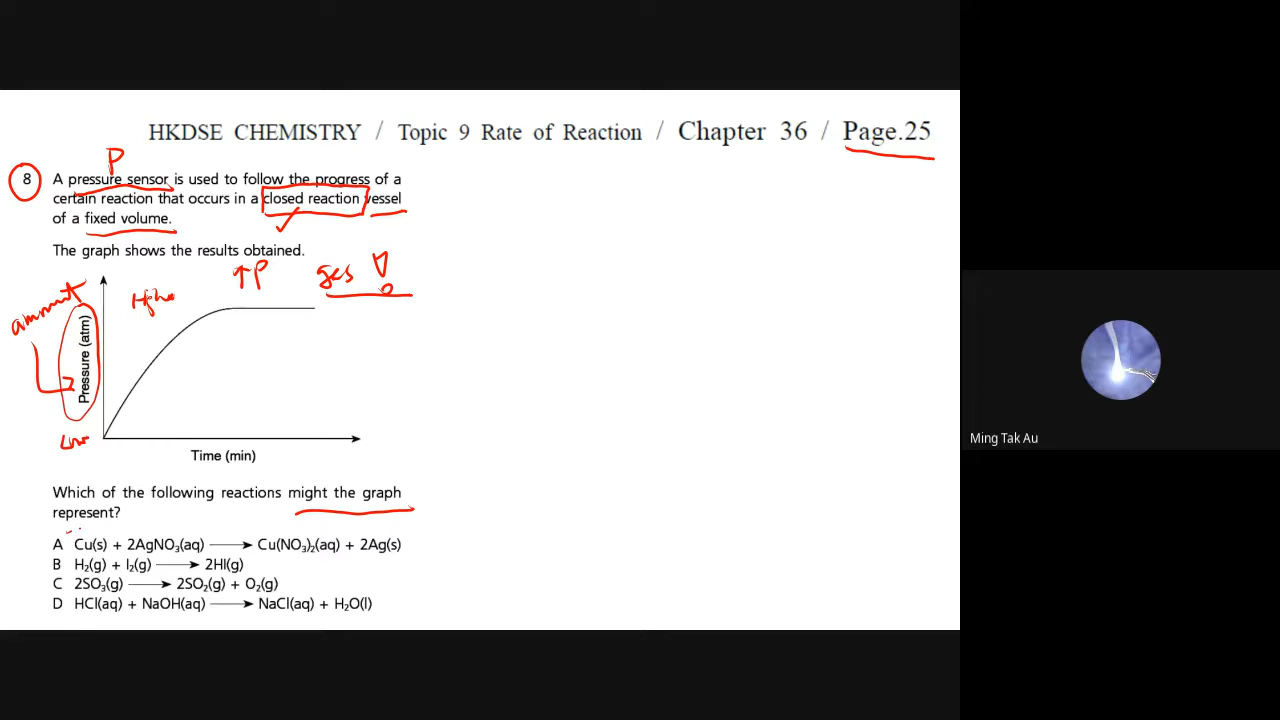 HKDSE CHEMISTRY / Topic 9 Rate of Reaction / Chapter 36 / Page.25
P
8 A pressure sensor is used to follow the progress of a
certain reaction that occurs in a closed reaction vessel
of a fixed volume.
The graph shows the results obtained.
↑P gas
amount
Pressure (atm)
Low
Time (min)
Which of the following reactions might the graph
represent?
A Cu(s) + 2AgNO₃(aq) ⟶ Cu(NO₃)₂(aq) + 2Ag(s)
B H₂(g) + I₂(g) ⟶ 2HI(g)
C 2SO₃(g) ⟶ 2SO₂(g) + O₂(g)
D HCl(aq) + NaOH(aq) ⟶ NaCl(aq) + H₂O(l)
Ming Tak Au